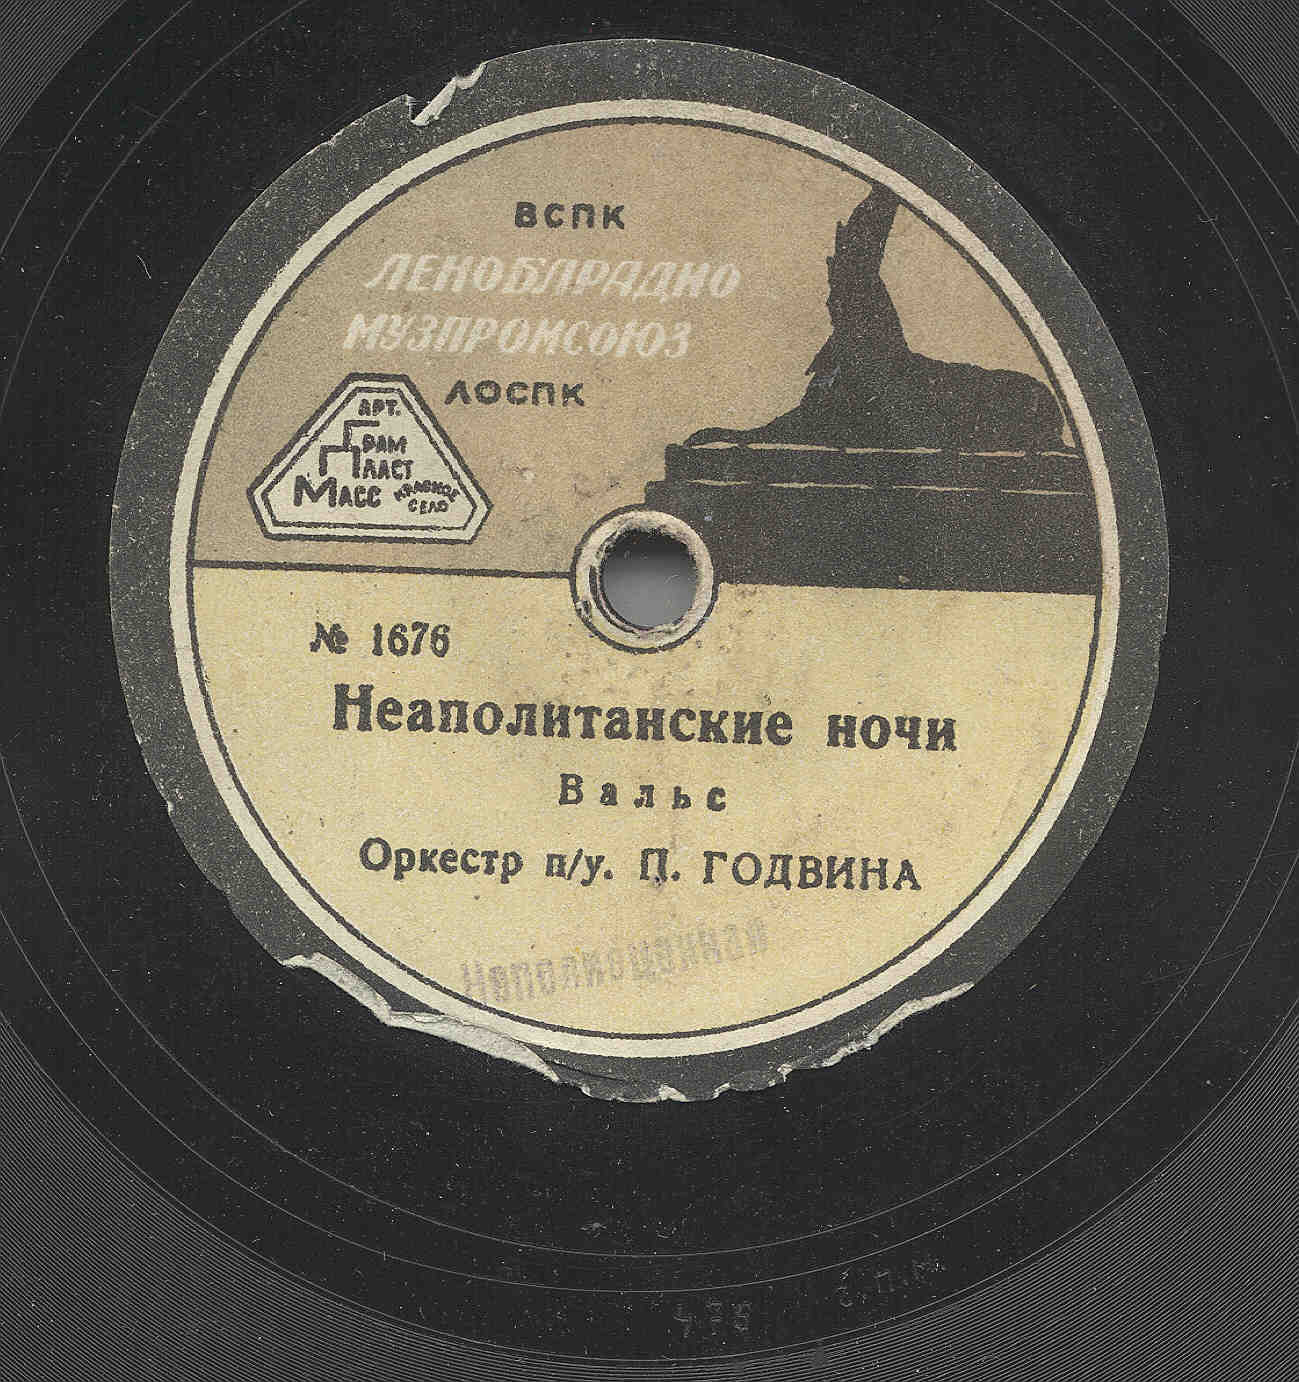 ВСПК
ЛЕНОБЛРАДИО
МУЗПРОМСОЮЗ
ЛОСПК
АРТ.
ГРАМ
ПЛАСТ
МАСС КРАСНОЕ
СЕЛО
№ 1676
Неаполитанские ночи
Вальс
Оркестр п/у. П. ГОДВИНА